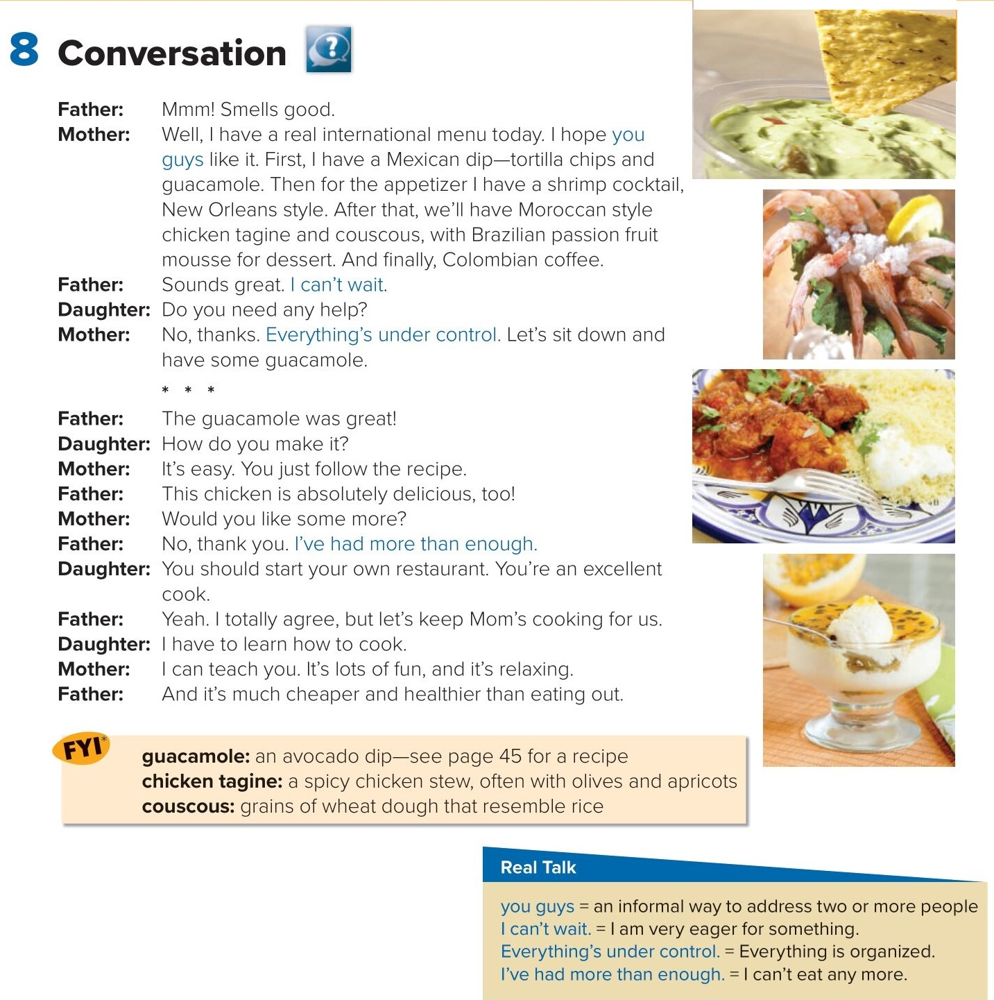 8 Conversation
?
Father: Mmm! Smells good.
Mother: Well, I have a real international menu today. I hope you
guys like it. First, I have a Mexican dip—tortilla chips and
guacamole. Then for the appetizer I have a shrimp cocktail,
New Orleans style. After that, we’ll have Moroccan style
chicken tagine and couscous, with Brazilian passion fruit
mousse for dessert. And finally, Colombian coffee.
Father: Sounds great. I can’t wait.
Daughter: Do you need any help?
Mother: No, thanks. Everything’s under control. Let’s sit down and
have some guacamole.
* * *
Father: The guacamole was great!
Daughter: How do you make it?
Mother: It’s easy. You just follow the recipe.
Father: This chicken is absolutely delicious, too!
Mother: Would you like some more?
Father: No, thank you. I’ve had more than enough.
Daughter: You should start your own restaurant. You’re an excellent
cook.
Father: Yeah. I totally agree, but let’s keep Mom’s cooking for us.
Daughter: I have to learn how to cook.
Mother: I can teach you. It’s lots of fun, and it’s relaxing.
Father: And it’s much cheaper and healthier than eating out.
FYI*
guacamole: an avocado dip—see page 45 for a recipe
chicken tagine: a spicy chicken stew, often with olives and apricots
couscous: grains of wheat dough that resemble rice
Real Talk
you guys = an informal way to address two or more people
I can’t wait. = I am very eager for something.
Everything’s under control. = Everything is organized.
I’ve had more than enough. = I can’t eat any more.